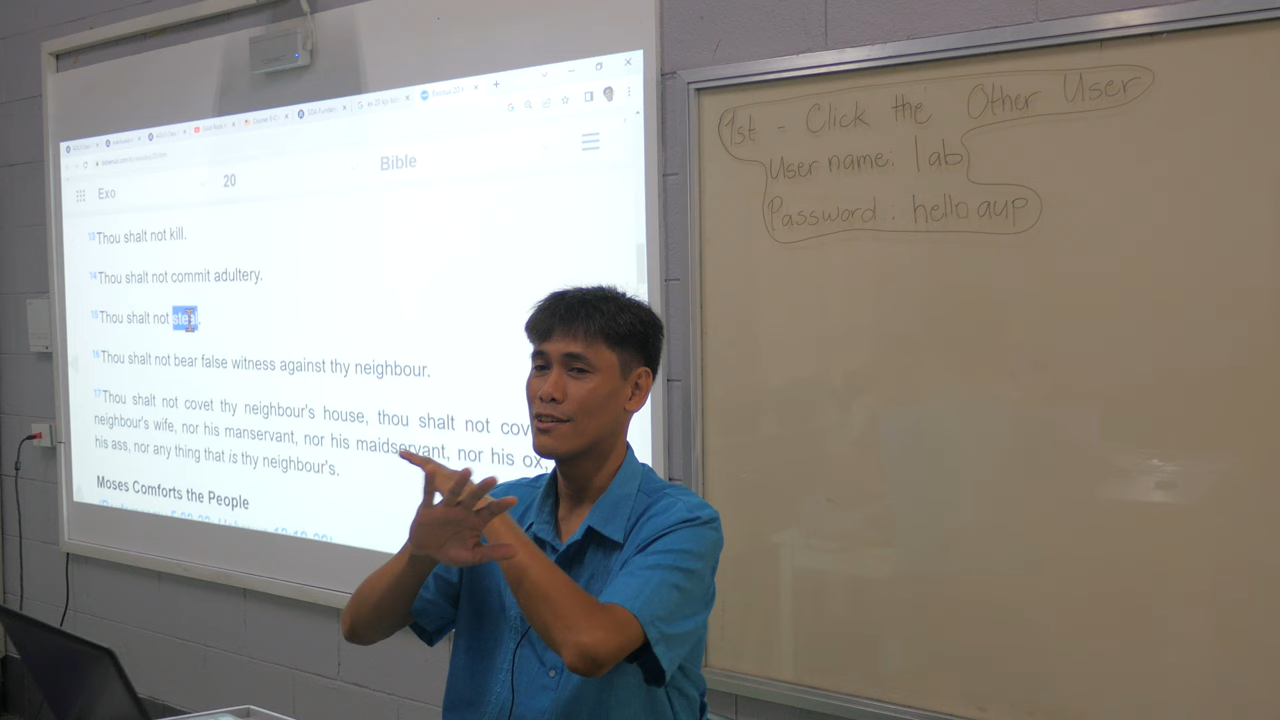 Exo
20
Bible
13 Thou shalt not kill.
14 Thou shalt not commit adultery.
15 Thou shalt not steal.
16 Thou shalt not bear false witness against thy neighbour.
17 Thou shalt not covet thy neighbour's house, thou shalt not
neighbour's wife, nor his manservant, nor his maidservant, nor his ox,
his ass, nor any thing that is thy neighbour's.
Moses Comforts the People
1st - Click the Other User
User name: lab
Password: hello aup